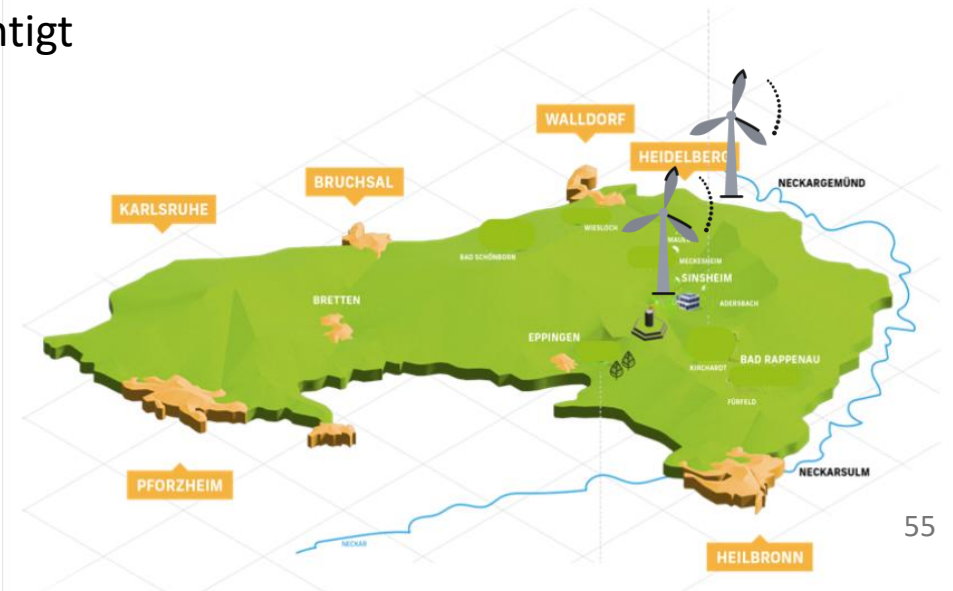 htigt
WALLDORF
HEIDELBERG
BRUCHSAL
NECKARGEMÜND
KARLSRUHE
WIESLOCH
BAD SCHÖNBORN
MECKESHEIM
SINSHEIM
BRETTEN
ADERSBACH
EPPINGEN
BAD RAPPENAU
KIRCHARDT
FÜRFELD
NECKARSULM
PFORZHEIM
55
NECKAR
HEILBRONN